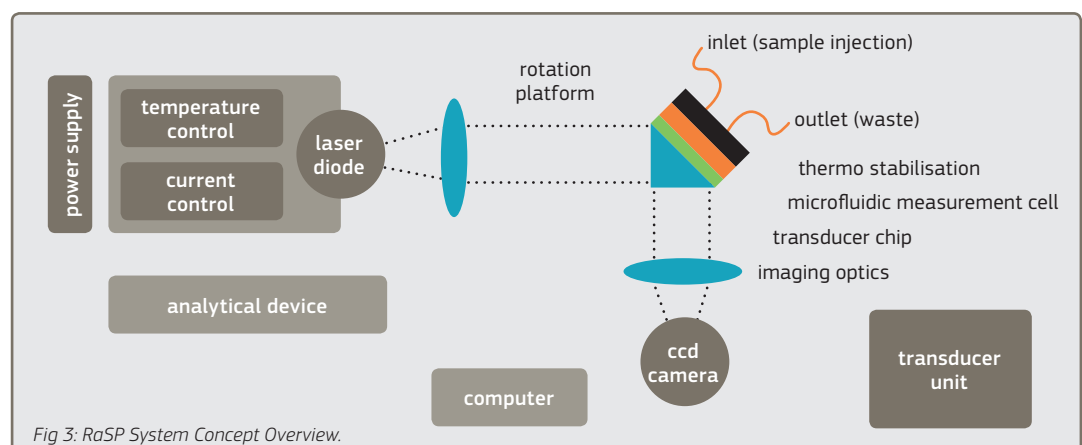 inlet (sample injection)
rotation
platform
power supply
temperature
control
current
control
laser
diode
outlet (waste)
thermo stabilisation
microfluidic measurement cell
transducer chip
imaging optics
analytical device
ccd
camera
transducer
unit
computer
Fig 3: RaSP System Concept Overview.